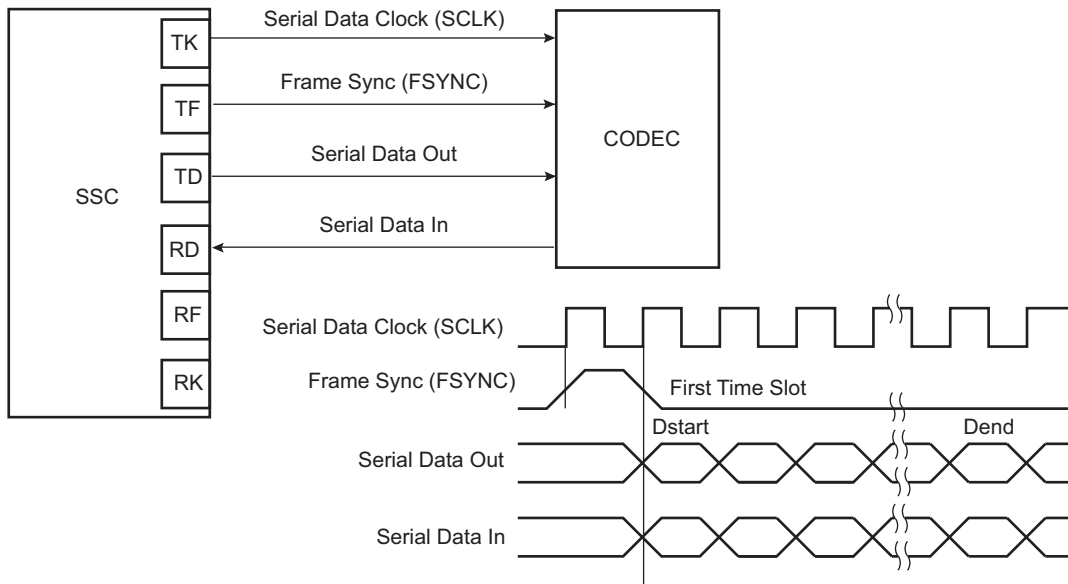 Serial Data Clock (SCLK)
TK
Frame Sync (FSYNC)
TF
CODEC
Serial Data Out
TD
SSC
Serial Data In
RD
RF
Serial Data Clock (SCLK)
RK
Frame Sync (FSYNC)
First Time Slot
Dstart
Dend
Serial Data Out
Serial Data In